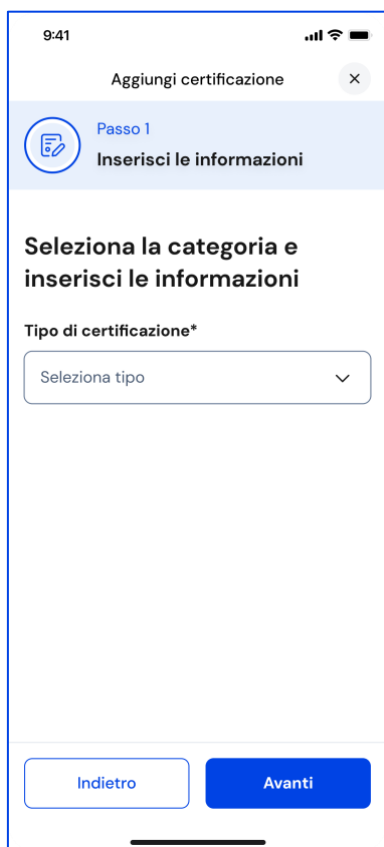 9:41
Aggiungi certificazione
Passo 1
Inserisci le informazioni
Seleziona la categoria e
inserisci le informazioni
Tipo di certificazione*
Seleziona tipo
Indietro
Avanti